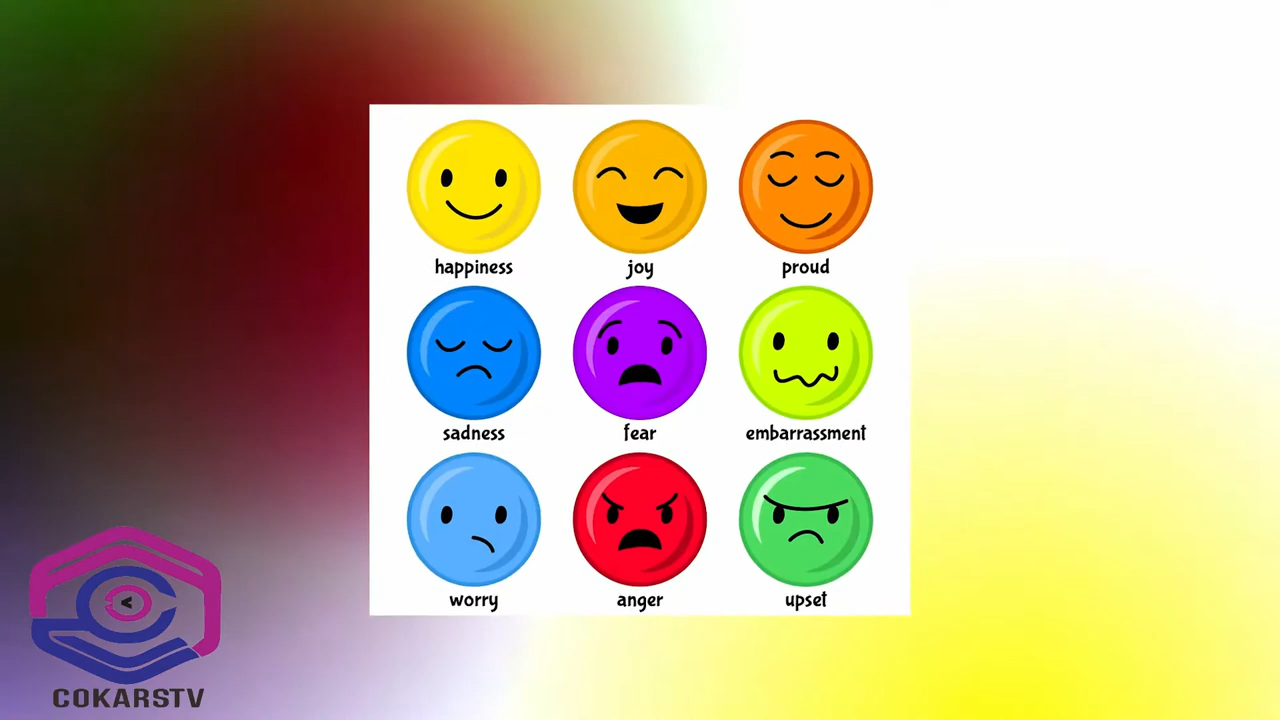 happiness
joy
proud
sadness
fear
embarrassment
worry
anger
upset
COKARSTV